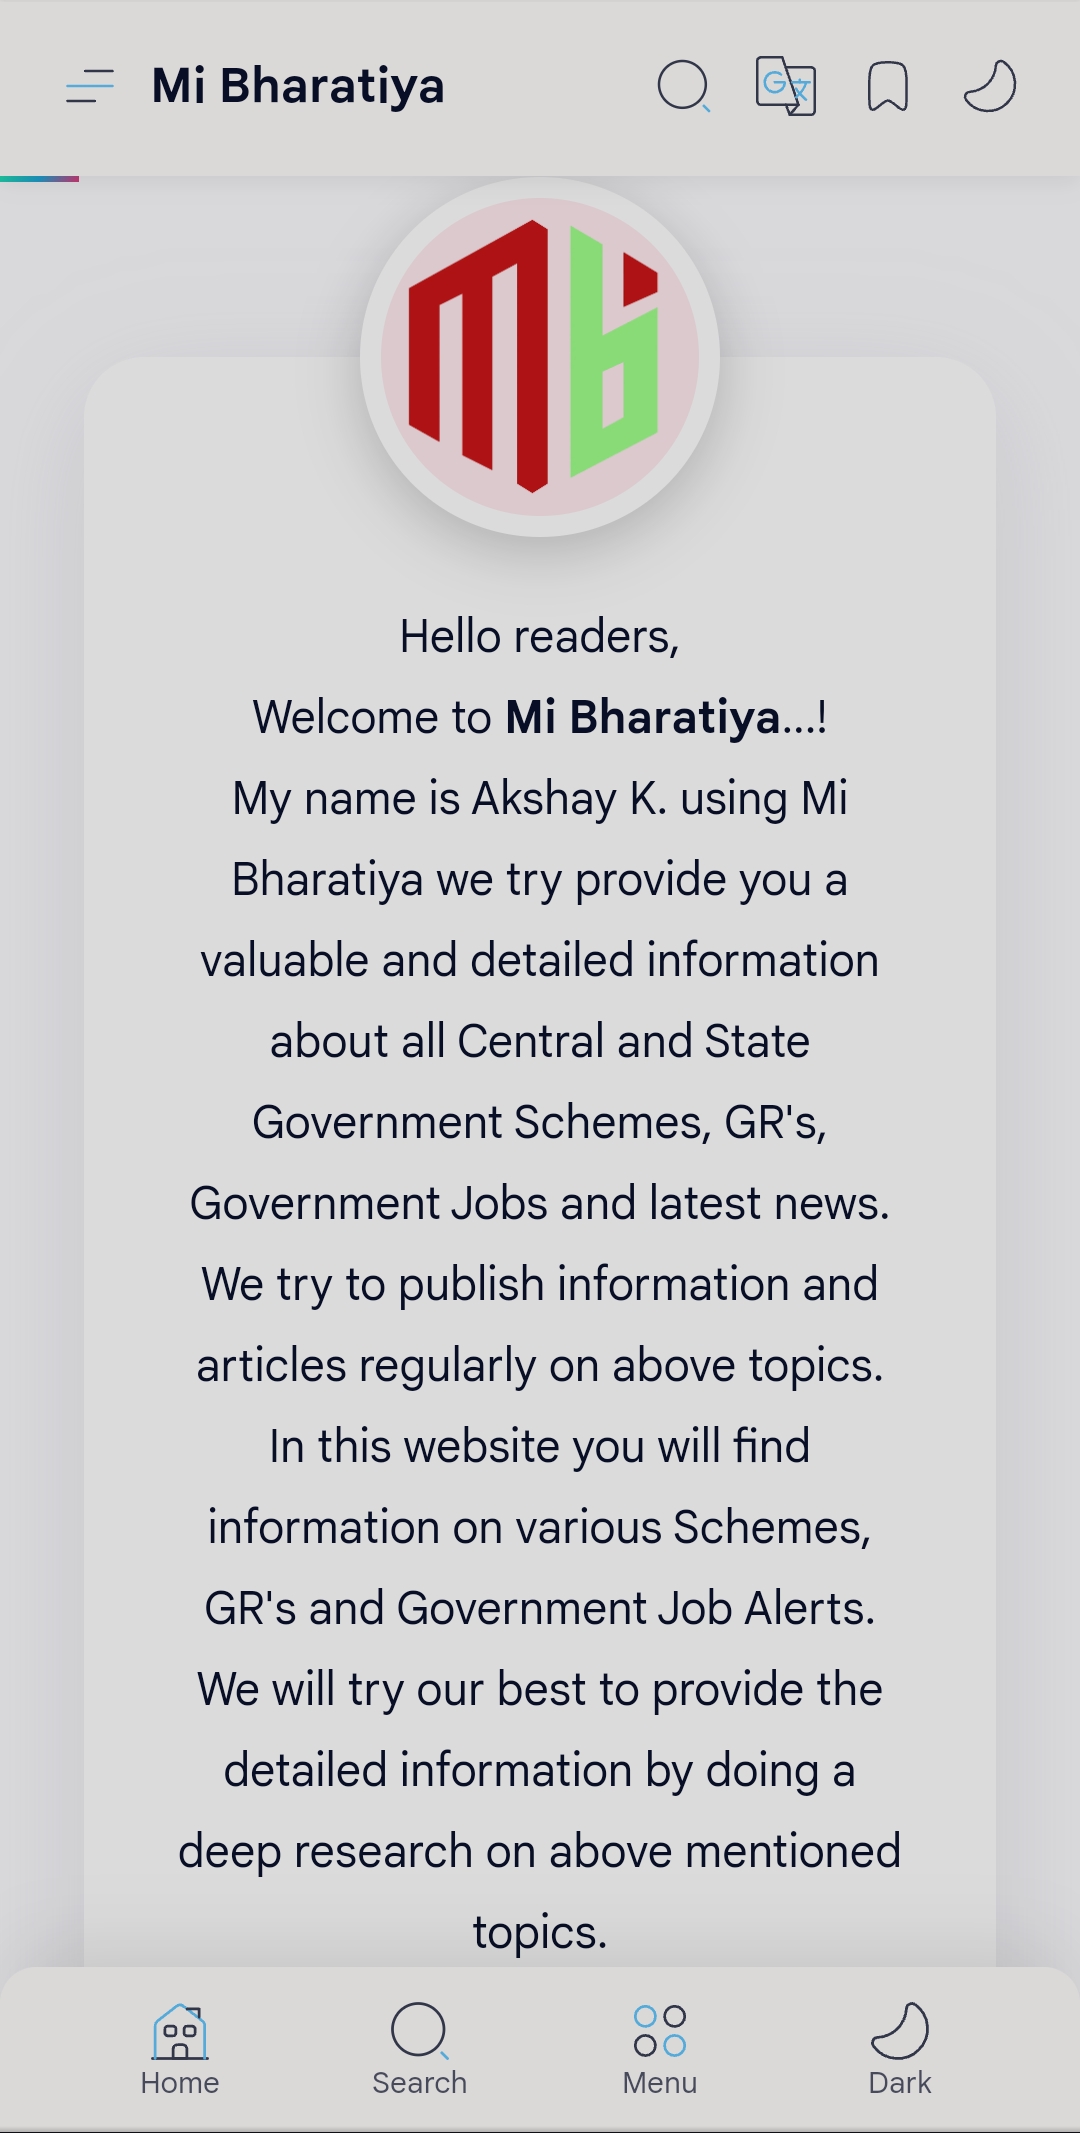 Mi Bharatiya
Mb
Hello readers,
Welcome to Mi Bharatiya...!
My name is Akshay K. using Mi
Bharatiya we try provide you a
valuable and detailed information
about all Central and State
Government Schemes, GR's,
Government Jobs and latest news.
We try to publish information and
articles regularly on above topics.
In this website you will find
information on various Schemes,
GR's and Government Job Alerts.
We will try our best to provide the
detailed information by doing a
deep research on above mentioned
topics.
Home Search Menu Dark